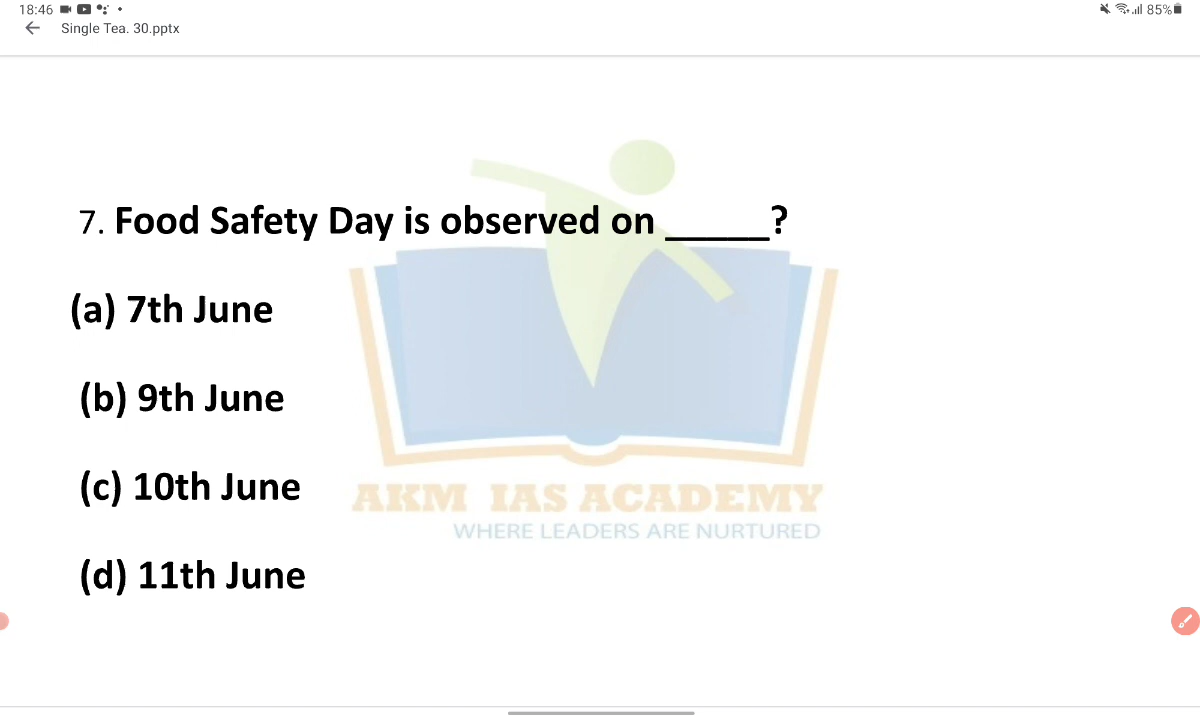 18:46
85%
Single Tea. 30.pptx
7. Food Safety Day is observed on _____?
(a) 7th June
(b) 9th June
(c) 10th June
(d) 11th June
AKM IAS ACADEMY
WHERE LEADERS ARE NURTURED